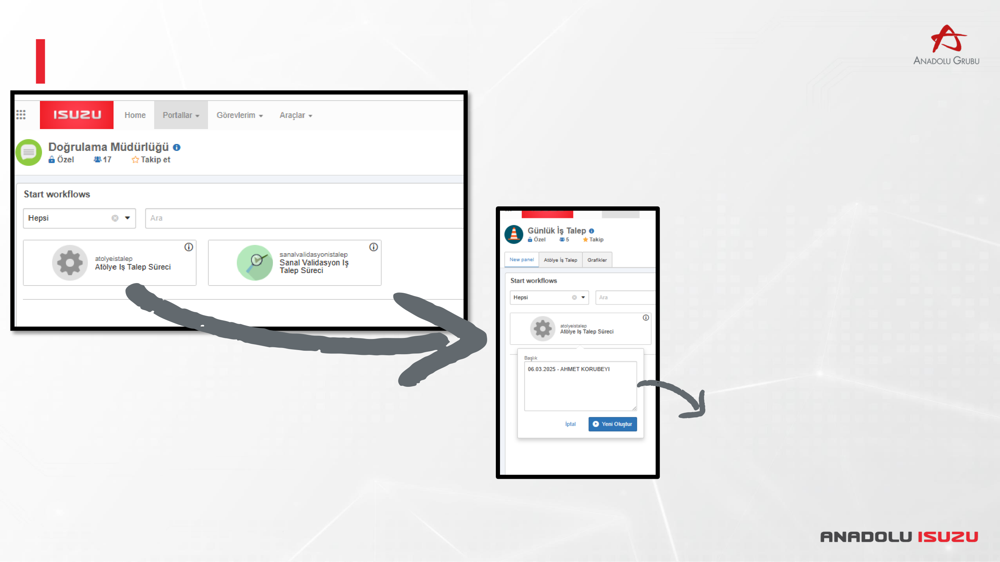 ANADOLU GRUBU
ISUZU Home Portallar Görevlerim Araçlar
Doğrulama Müdürlüğü
Özel 17 Takip et
Start workflows
Hepsi Ara
atolyeistalep
Atölye Iş Talep Süreci
sanalvalidasyonistalep
Sanal Validasyon Iş
Talep Süreci
Günlük İş Talep
Özel 5 Takip
New panel Atölye İş Talep Grafikler
Start workflows
Hepsi Ara
atolyeistalep
Atölye Iş Talep Süreci
Başlık
06.03.2025 - AHMET KORUBEYI
İptal Yeni Oluştur
ANADOLU ISUZU